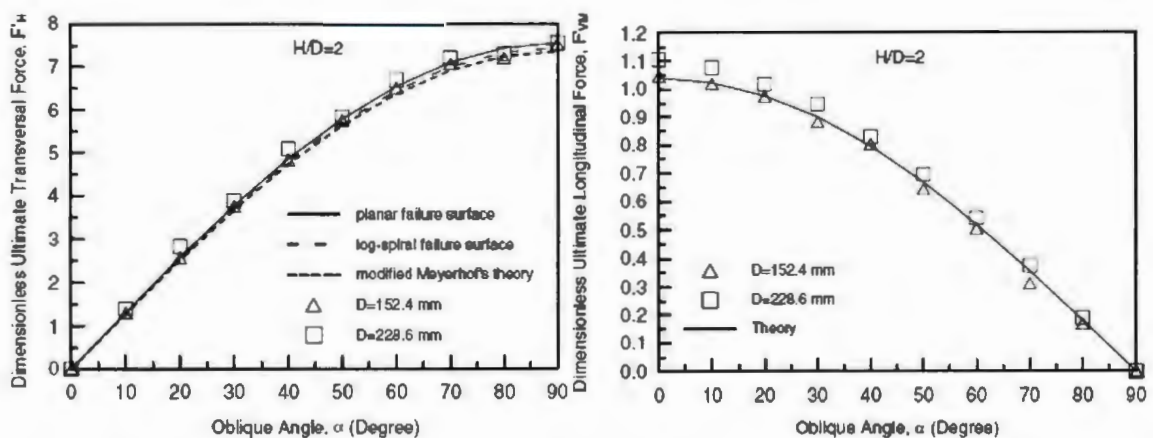 Dimensionless Ultimate Transversal Force, F'H
8
7
6
5
4
3
2
1
0
H/D=2
planar failure surface
log-spiral failure surface
modified Meyerhof's theory
D=152.4 mm
D=228.6 mm
0 10 20 30 40 50 60 70 80 90
Oblique Angle, α (Degree)
Dimensionless Ultimate Longitudinal Force, F'VM
1.2
1.1
1.0
0.9
0.8
0.7
0.6
0.5
0.4
0.3
0.2
0.1
0.0
H/D=2
D=152.4 mm
D=228.6 mm
Theory
0 10 20 30 40 50 60 70 80 90
Oblique Angle, α (Degree)